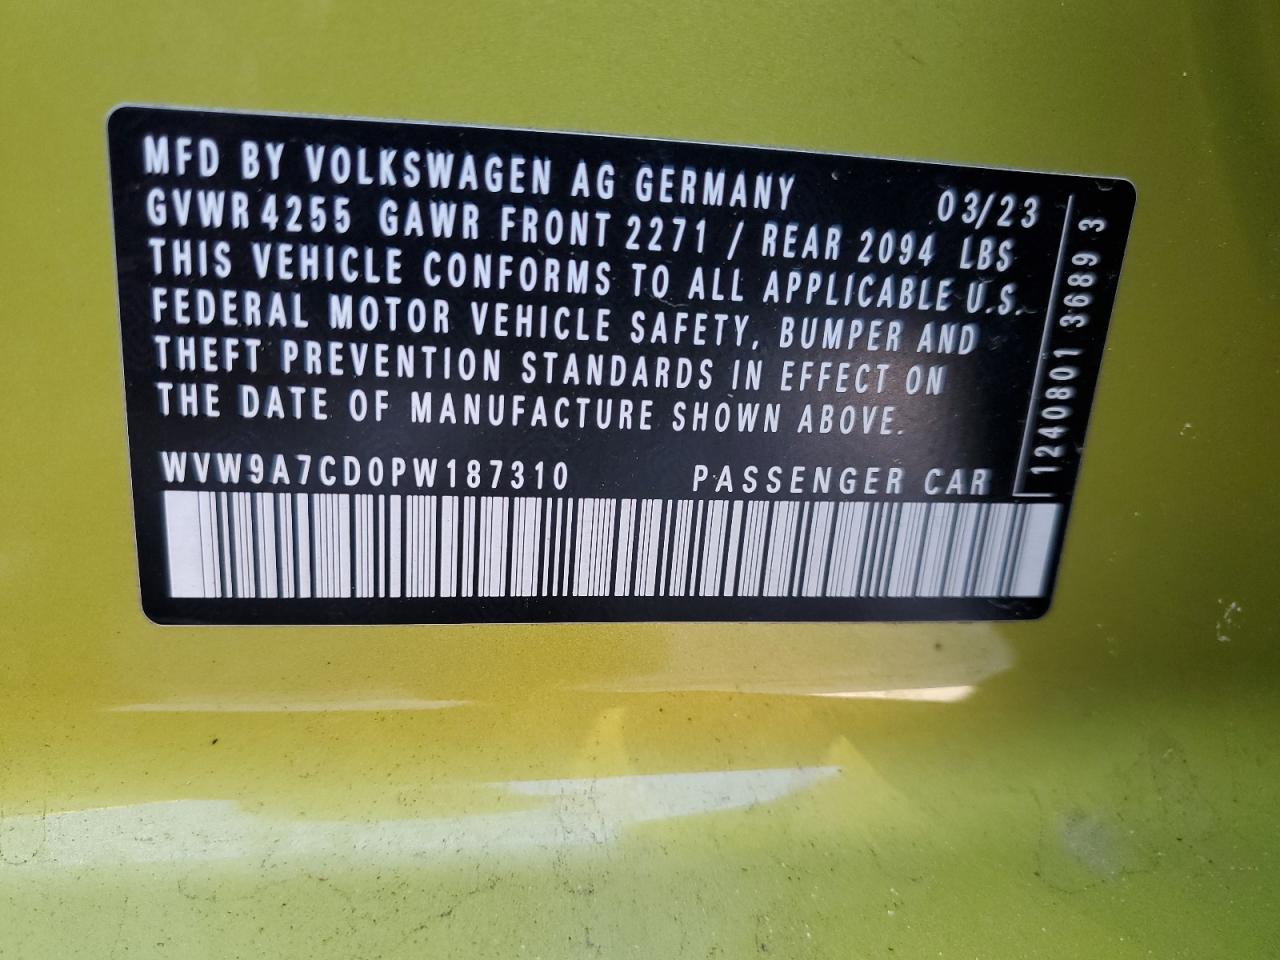 MFD BY VOLKSWAGEN AG GERMANY 03/23
GVWR 4255 GAWR FRONT 2271 / REAR 2094 LBS
THIS VEHICLE CONFORMS TO ALL APPLICABLE U.S.
FEDERAL MOTOR VEHICLE SAFETY, BUMPER AND
THEFT PREVENTION STANDARDS IN EFFECT ON
THE DATE OF MANUFACTURE SHOWN ABOVE.
WVW9A7CD0PW187310 PASSENGER CAR
1240801 3689 3